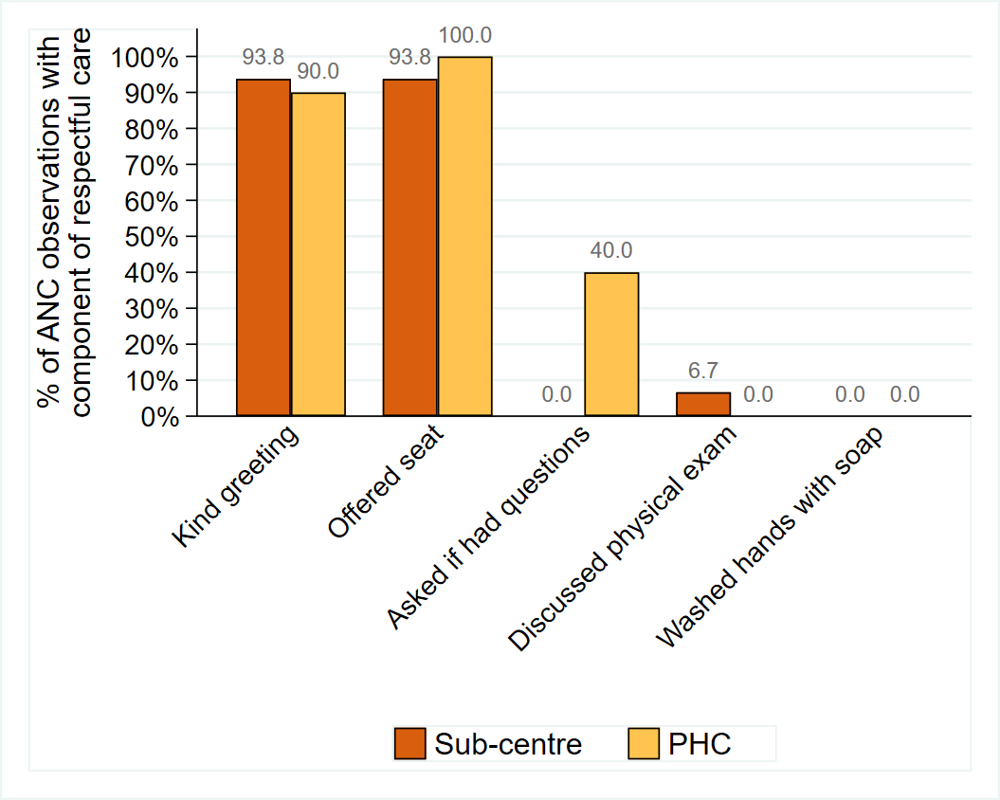 % of ANC observations with
component of respectful care
100%
90%
80%
70%
60%
50%
40%
30%
20%
10%
0%
93.8
90.0
93.8
100.0
0.0
40.0
6.7
0.0
0.0
0.0
Kind greeting
Offered seat
Asked if had questions
Discussed physical exam
Washed hands with soap
Sub-centre
PHC